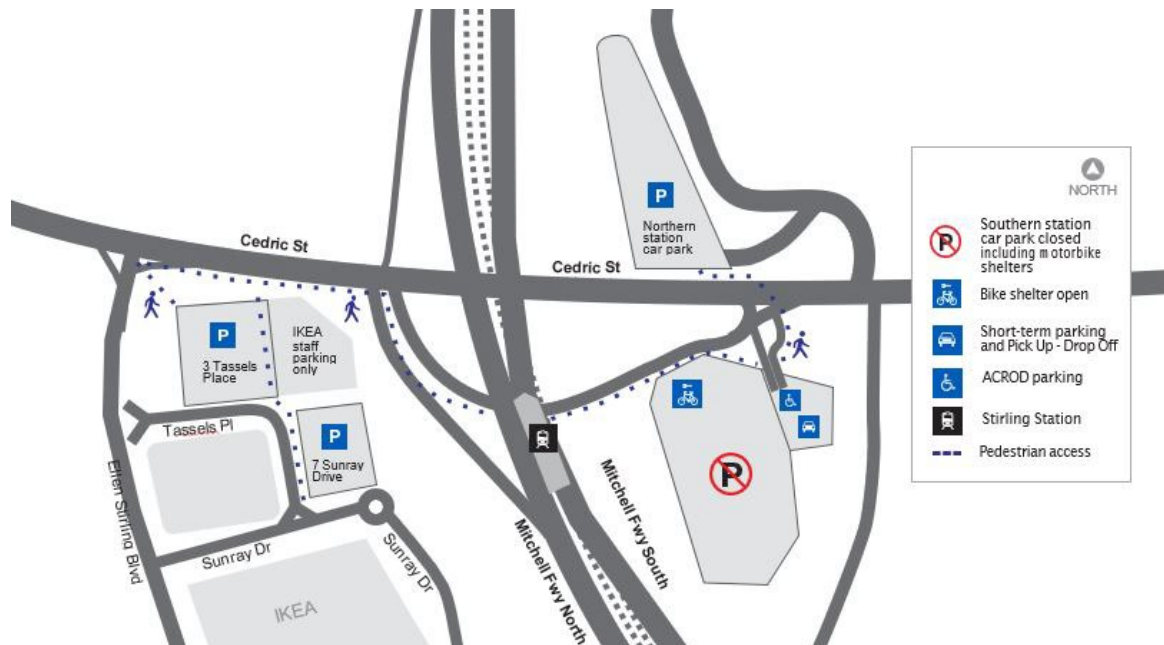 Cedric St
Cedric St
P
Northern
station
car park
P
3 Tassels
Place
IKEA
staff
parking
only
P
7 Sunray
Drive
Tassels Pl
Ellen Stirling Blvd
Sunray Dr
Sunray Dr
IKEA
Mitchell Fwy North
Mitchell Fwy South
P
NORTH
P
Southern station
car park closed
including motorbike
shelters
Bike shelter open
Short-term parking
and Pick Up - Drop Off
ACROD parking
Stirling Station
Pedestrian access